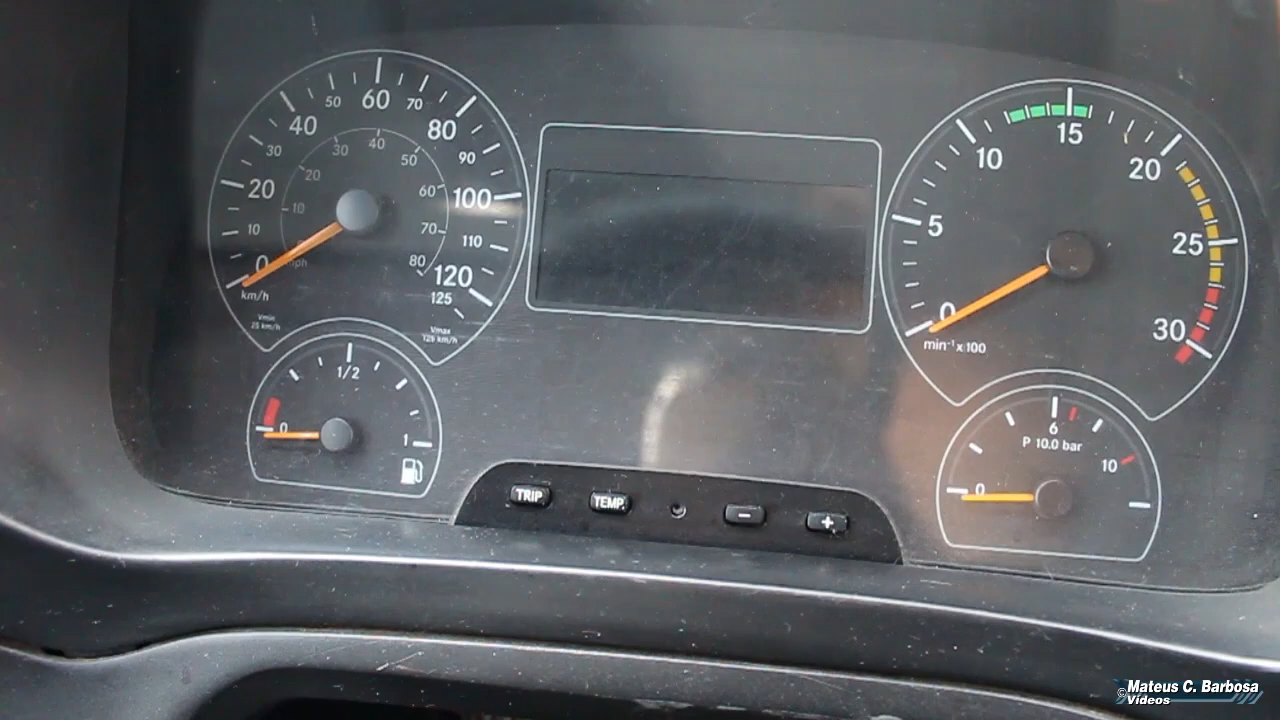 0 10 20 30 40 50 60 70 80 90 100 110 120 125
10 20 30 40 50 60 70 80
mph
km/h
Vmin
25 km/h
Vmax
125 km/h
0 1/2 1
0 5 10 15 20 25 30
min⁻¹x100
0 6 10
P 10.0 bar
TRIP TEMP. − +
©Mateus C. Barbosa
Videos